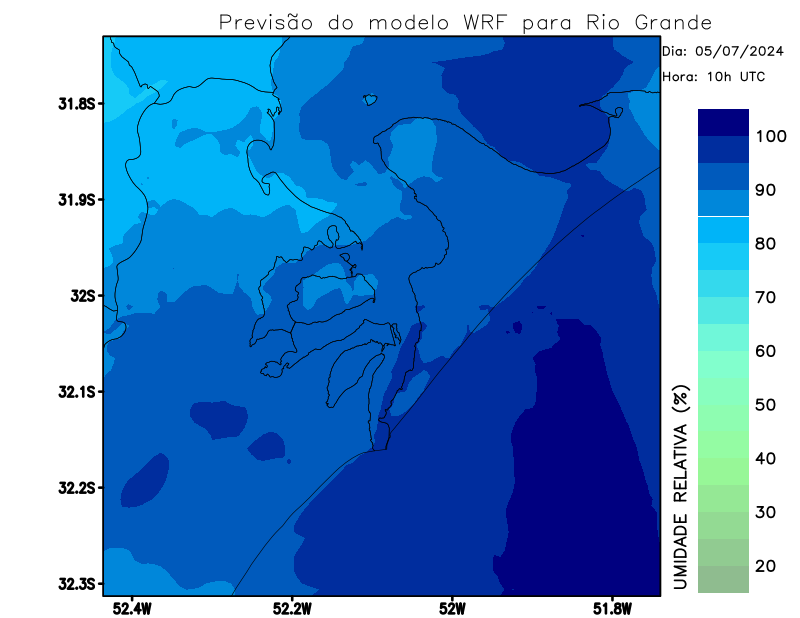 Previsão do modelo WRF para Rio Grande
Dia: 05/07/2024
Hora: 10h UTC
31.8S
31.9S
32S
32.1S
32.2S
32.3S
52.4W
52.2W
52W
51.8W
100
90
80
70
60
50
40
30
20
UMIDADE RELATIVA (%)